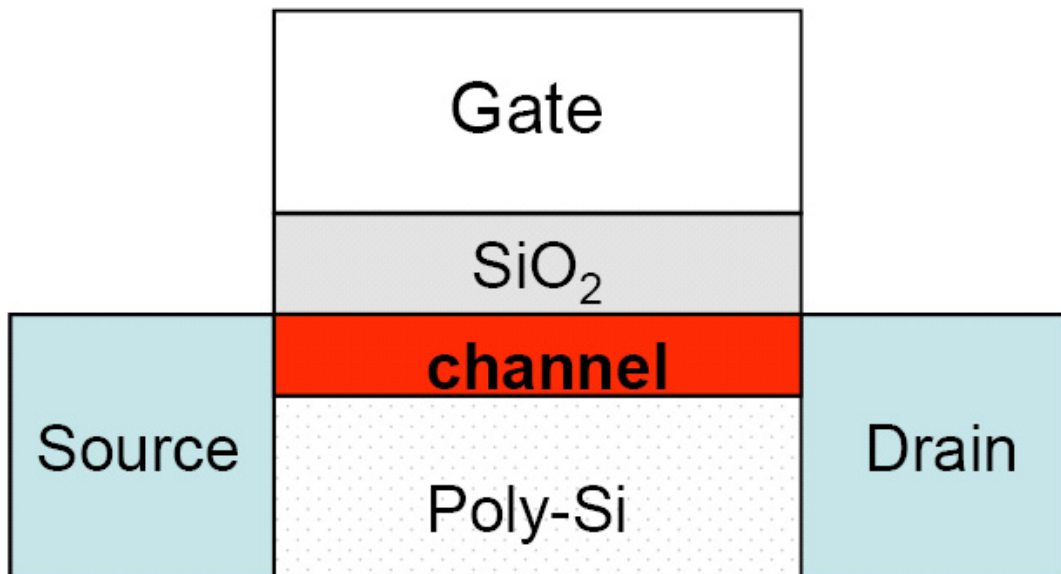 Gate
SiO₂
channel
Source
Drain
Poly-Si